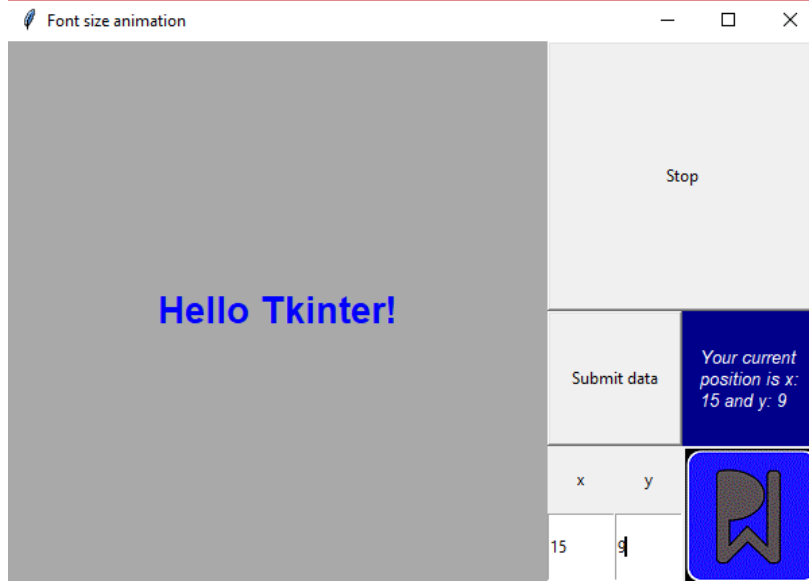 Font size animation
Stop
Hello Tkinter!
Submit data
Your current
position is x:
15 and y: 9
x y
15 9